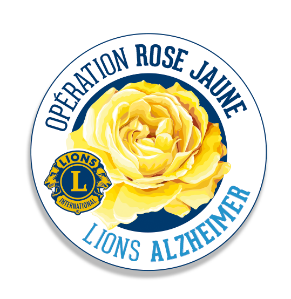 OPÉRATION ROSE JAUNE
LIONS
L
INTERNATIONAL
LIONS ALZHEIMER